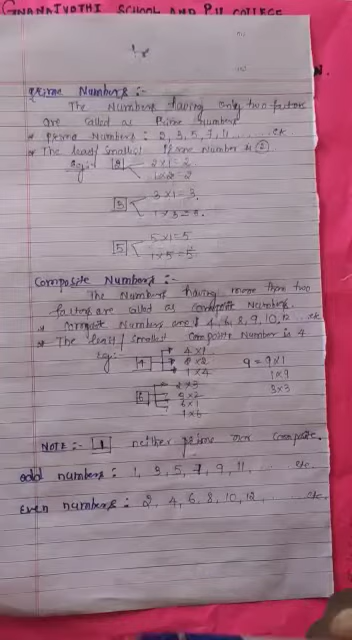 GNANAJYOTHI SCHOOL AND P.U COLLEGE
Prime Numbers :-
The Numbers having only two factors
are called as Prime Numbers
* Prime Numbers : 2, 3, 5, 7, 11 ...... etc
* The least/smallest Prime Number is 2
Eg:- 2 2×1=2
1×2=2
3 3×1=3.
1×3=3.
5 5×1=5
1×5=5
Composite Numbers :-
The Numbers having more than two
factors are called as composite Numbers.
* Composite Numbers are 4, 6, 8, 9, 10, 12 .. etc
* The least/smallest composite Number is 4
Eg:- 4 4×1 9=9×1
2×2 1×9
1×4 3×3
6 2×3
3×2
6×1
1×6
NOTE :- 1 neither prime nor composite.
odd numbers : 1, 3, 5, 7, 9, 11, ... etc.
Even numbers : 2, 4, 6, 8, 10, 12, ..... etc.